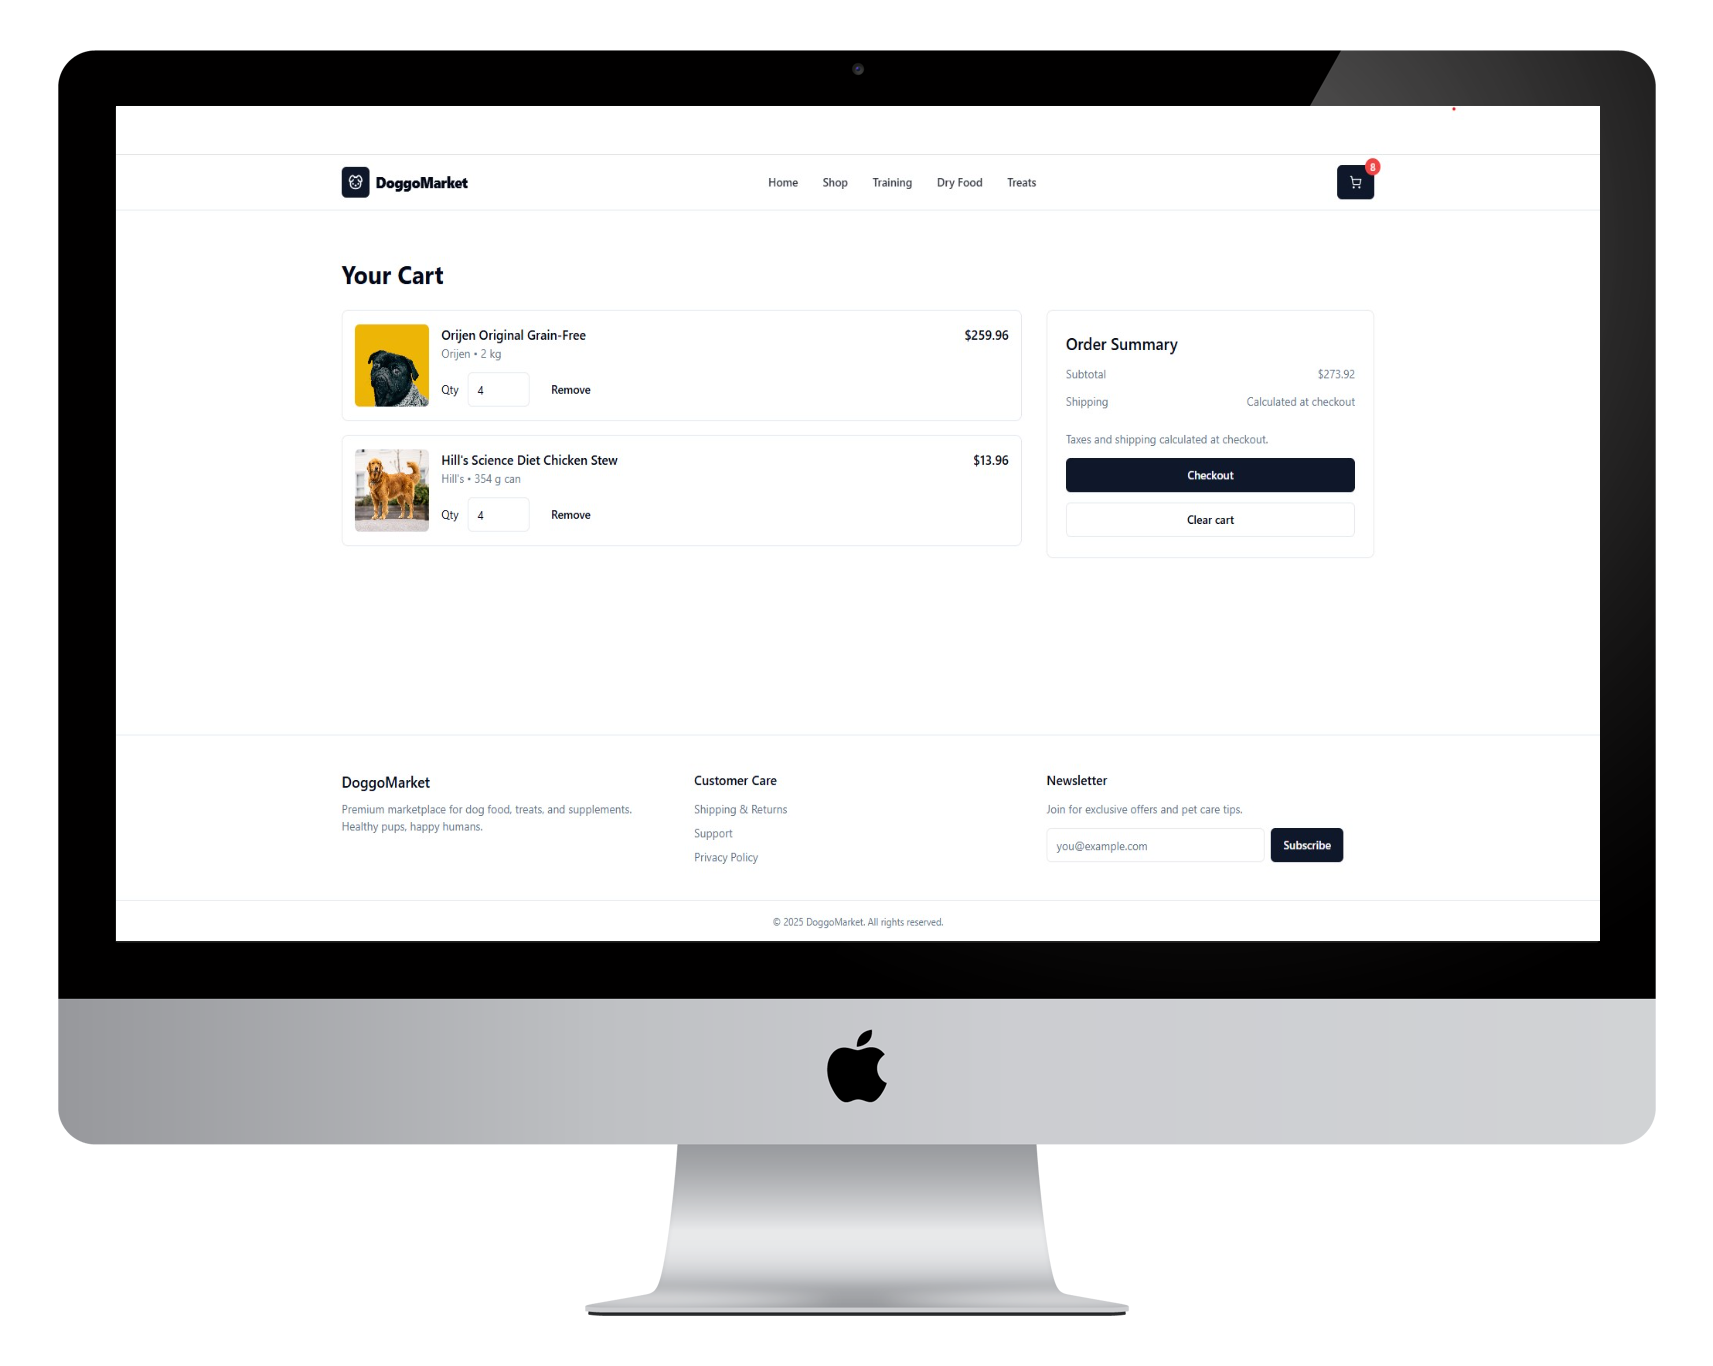 DoggoMarket
Home Shop Training Dry Food Treats
8
Your Cart
Orijen Original Grain-Free $259.96
Orijen • 2 kg
Qty 4 Remove
Hill's Science Diet Chicken Stew $13.96
Hill's • 354 g can
Qty 4 Remove
Order Summary
Subtotal $273.92
Shipping Calculated at checkout
Taxes and shipping calculated at checkout.
Checkout
Clear cart
DoggoMarket
Premium marketplace for dog food, treats, and supplements.
Healthy pups, happy humans.
Customer Care
Shipping & Returns
Support
Privacy Policy
Newsletter
Join for exclusive offers and pet care tips.
you@example.com Subscribe
© 2025 DoggoMarket. All rights reserved.